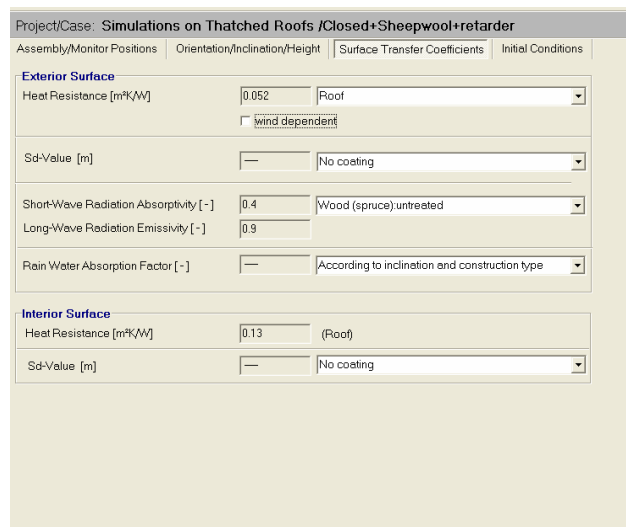 Project/Case: Simulations on Thatched Roofs /Closed+Sheepwool+retarder
Assembly/Monitor Positions Orientation/Inclination/Height Surface Transfer Coefficients Initial Conditions
Exterior Surface
Heat Resistance [m²K/W] 0.052 Roof
wind dependent
Sd-Value [m] ---- No coating
Short-Wave Radiation Absorptivity [ - ] 0.4 Wood (spruce):untreated
Long-Wave Radiation Emissivity [ - ] 0.9
Rain Water Absorption Factor [ - ] ---- According to inclination and construction type
Interior Surface
Heat Resistance [m²K/W] 0.13 (Roof)
Sd-Value [m] ---- No coating